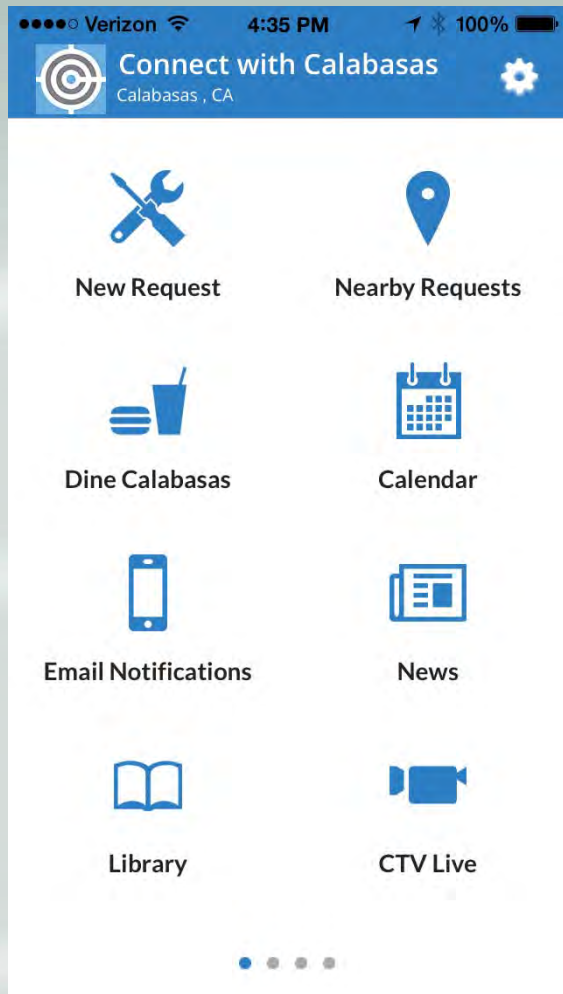 Verizon 4:35 PM 100%
Connect with Calabasas
Calabasas , CA
New Request Nearby Requests
Dine Calabasas Calendar
Email Notifications News
Library CTV Live